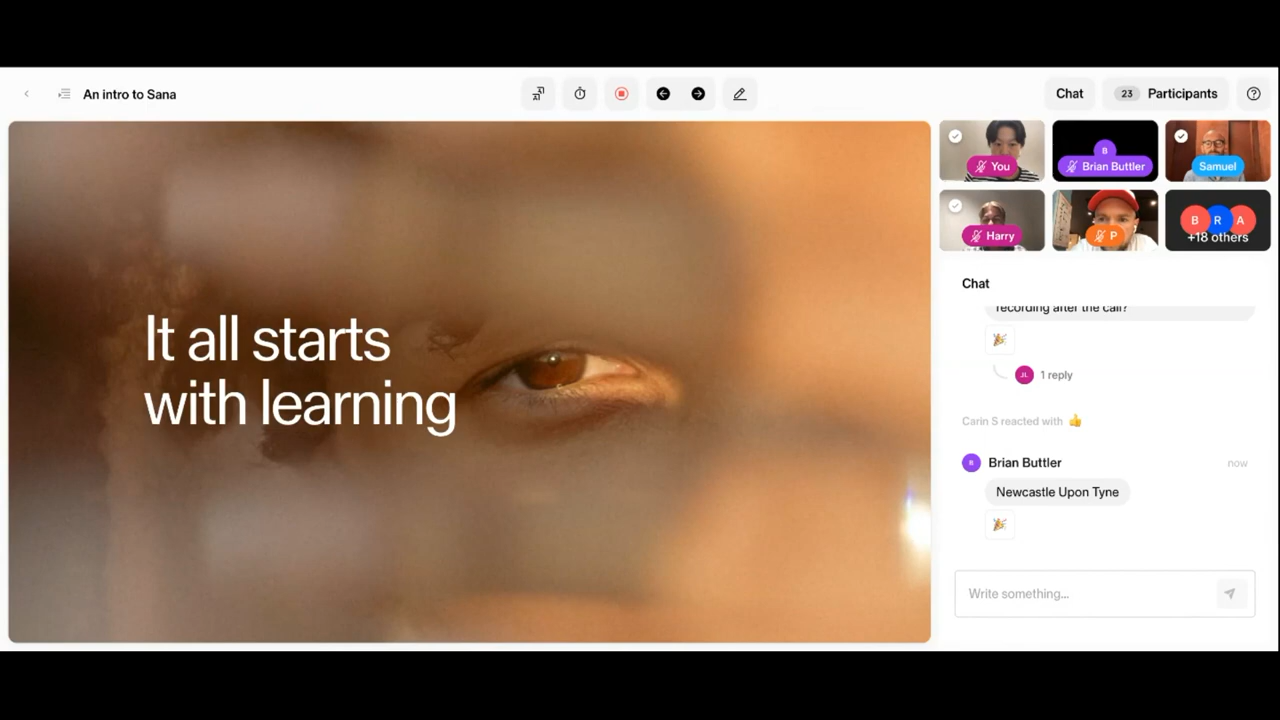 An intro to Sana
Chat
23 Participants
It all starts
with learning
You
B
Brian Buttler
Samuel
Harry
P
B R A
+18 others
Chat
recording after the call?
JL 1 reply
Carin S reacted with 👍
B Brian Buttler now
Newcastle Upon Tyne
Write something...